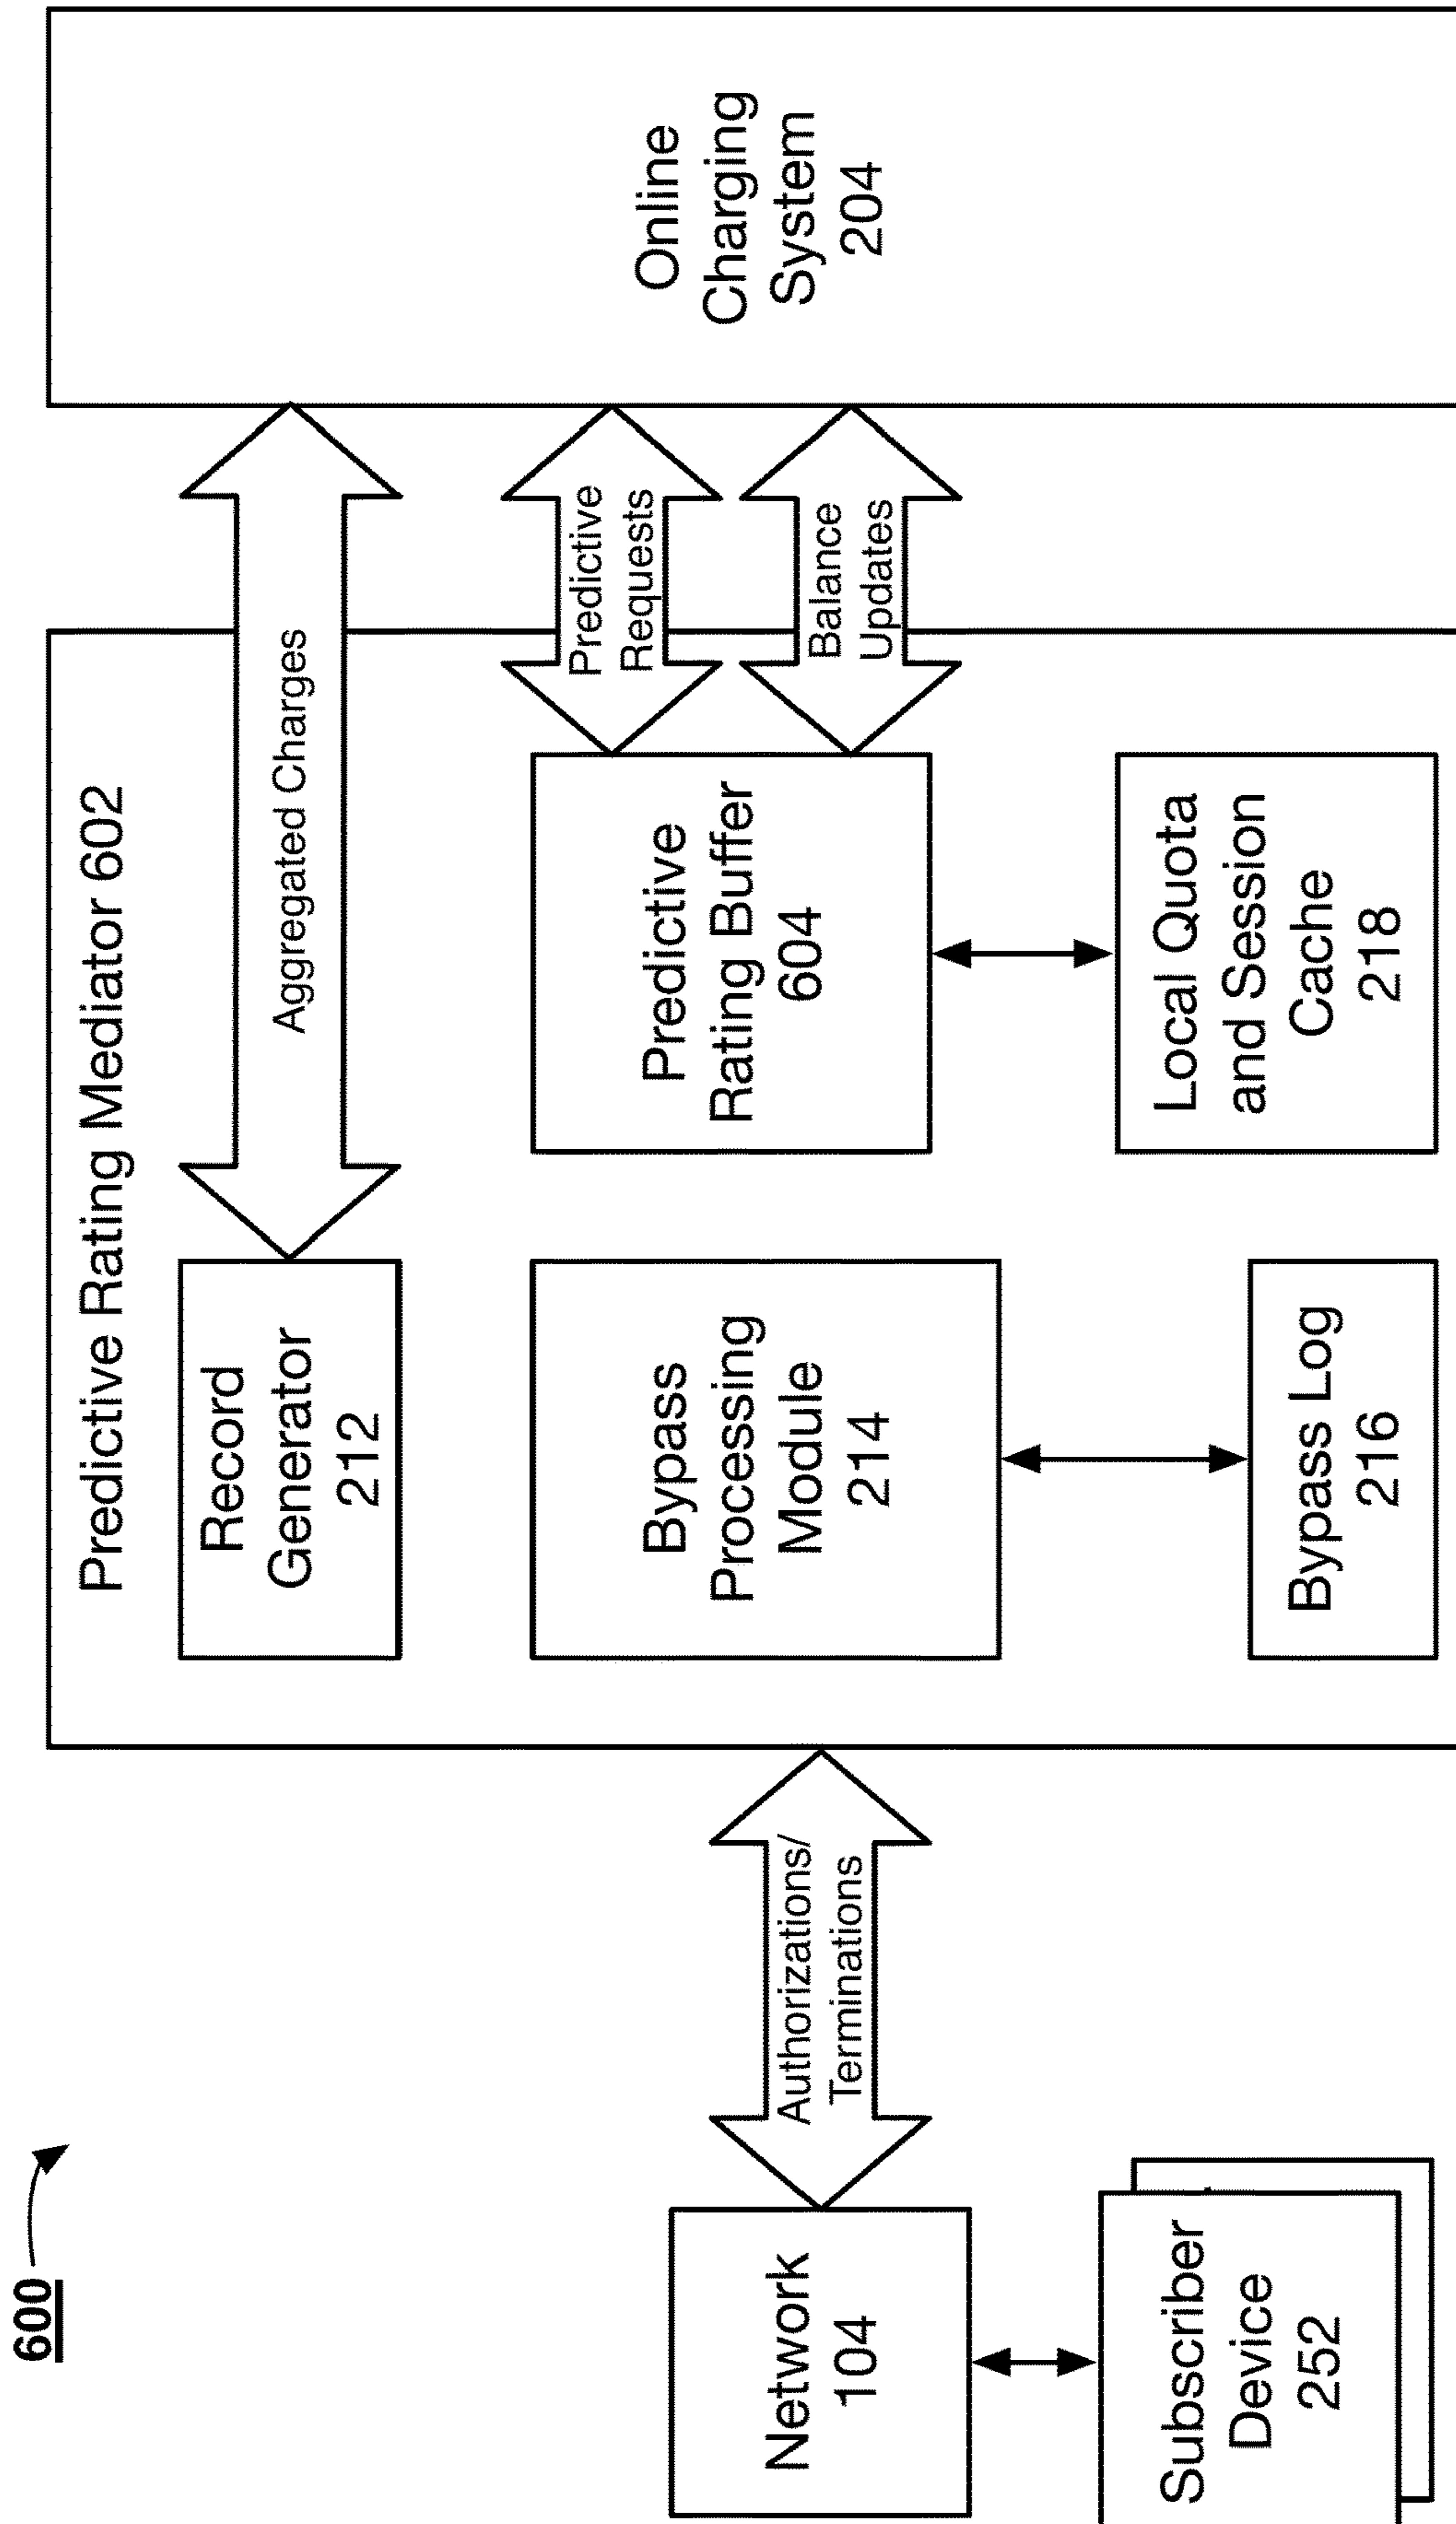 600
Predictive Rating Mediator 602
Record
Generator
212
Aggregated Charges
Online
Charging
System
204
Network
104
Authorizations/
Terminations
Bypass
Processing
Module
214
Predictive
Rating Buffer
604
Predictive
Requests
Balance
Updates
Subscriber
Device
252
Bypass Log
216
Local Quota
and Session
Cache
218